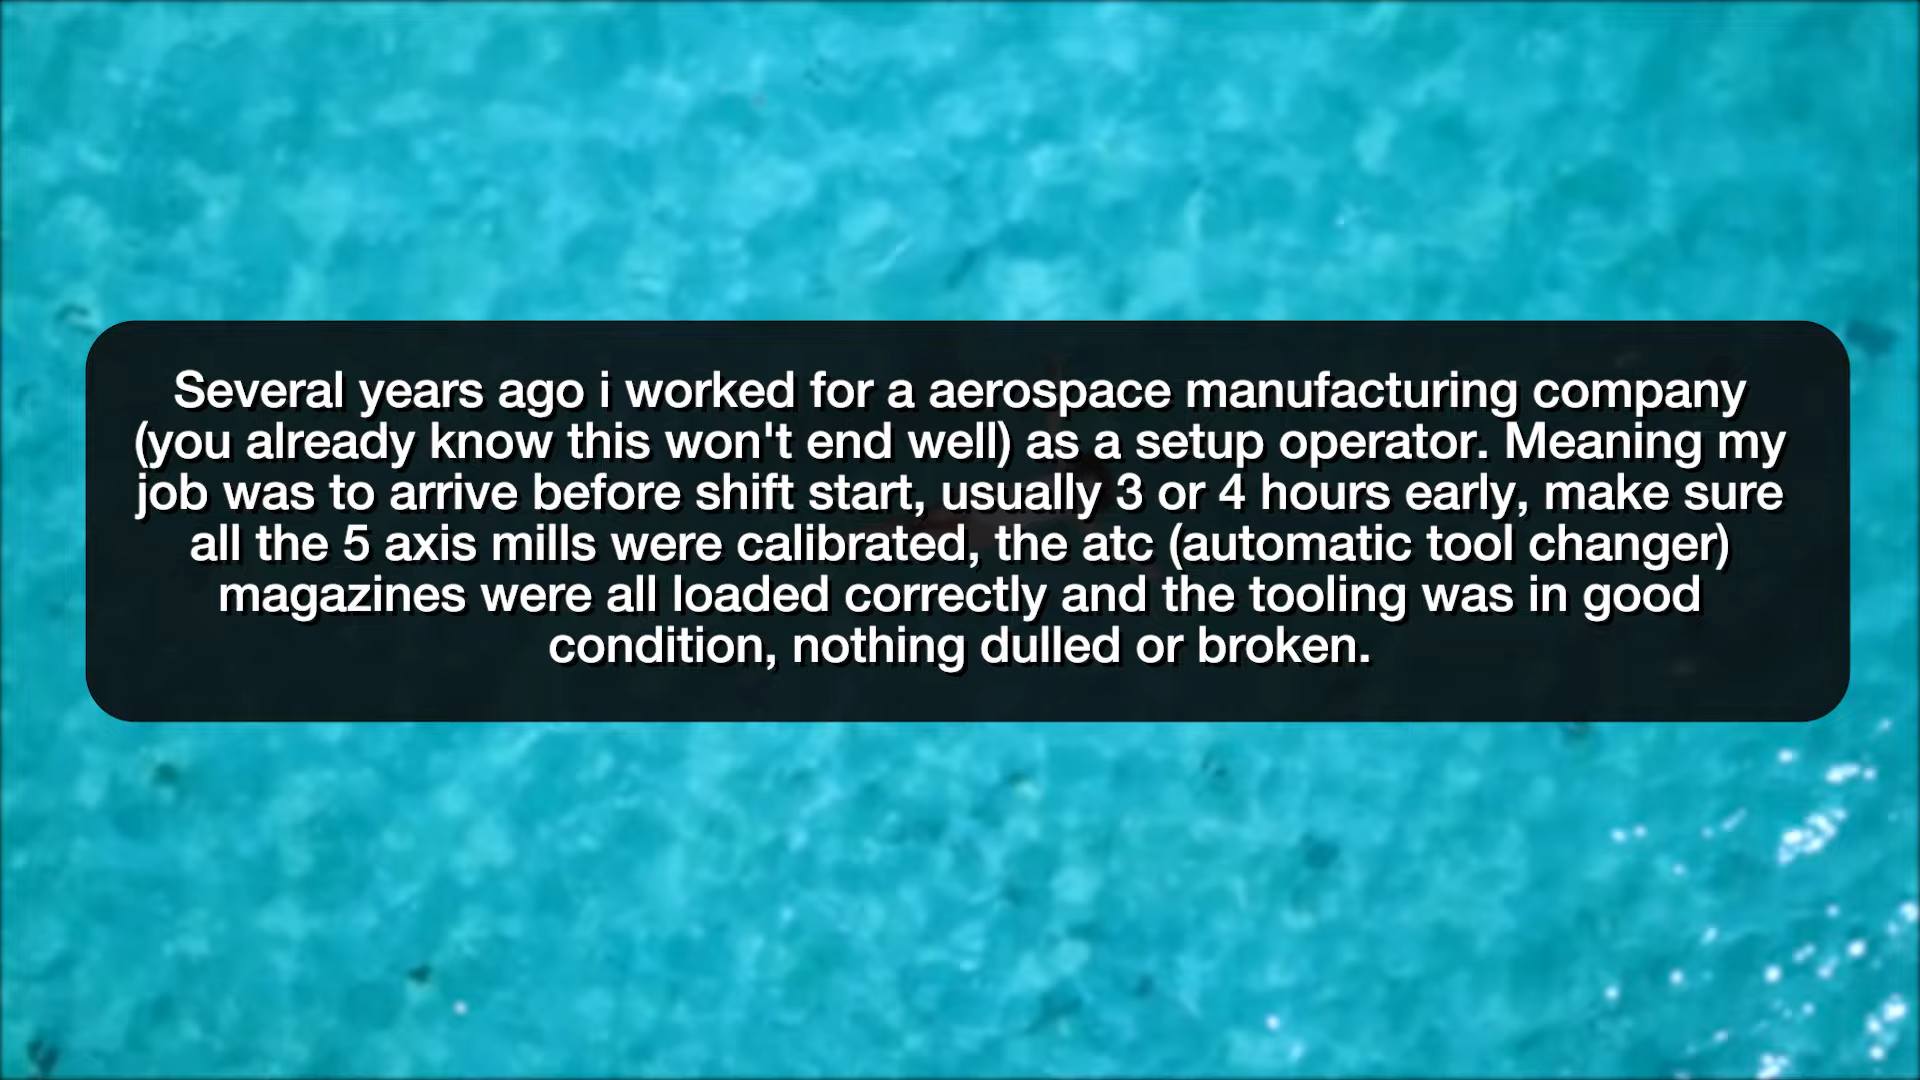 Several years ago i worked for a aerospace manufacturing company
(you already know this won't end well) as a setup operator. Meaning my
job was to arrive before shift start, usually 3 or 4 hours early, make sure
all the 5 axis mills were calibrated, the atc (automatic tool changer)
magazines were all loaded correctly and the tooling was in good
condition, nothing dulled or broken.